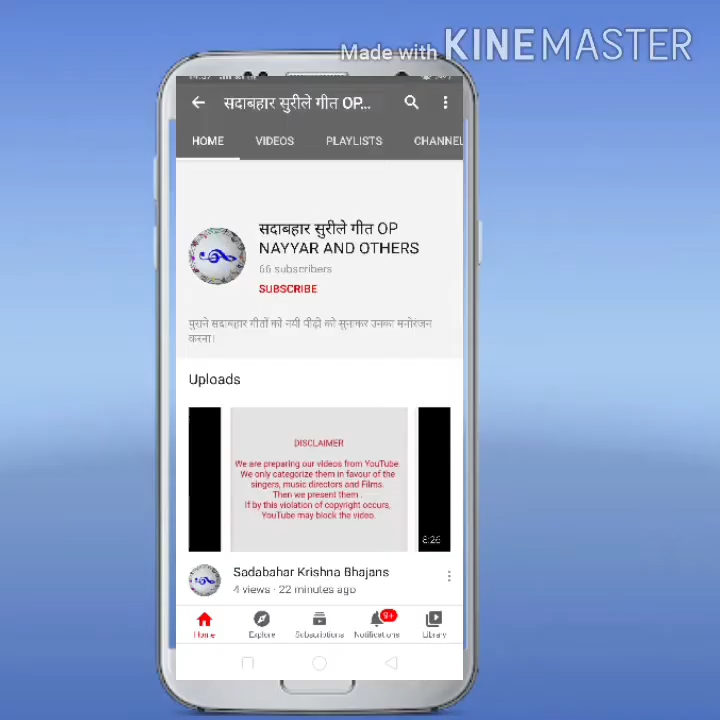 Made with KINEMASTER
सदाबहार सुरीले गीत OP...
HOME VIDEOS PLAYLISTS CHANNEL
सदाबहार सुरीले गीत OP
NAYYAR AND OTHERS
66 subscribers
SUBSCRIBE
पुराने सदाबहार गीतों को नयी पीढ़ी को सुनाकर उनका मनोरंजन
करना।
Uploads
DISCLAIMER
We are preparing our videos from YouTube.
We only categorize them in favour of the
singers, music directors and Films.
Then we present them .
If by this violation of copyright occurs,
YouTube may block the video.
8:26
Sadabahar Krishna Bhajans
4 views · 22 minutes ago
9+
Home Explore Subscriptions Notifications Library